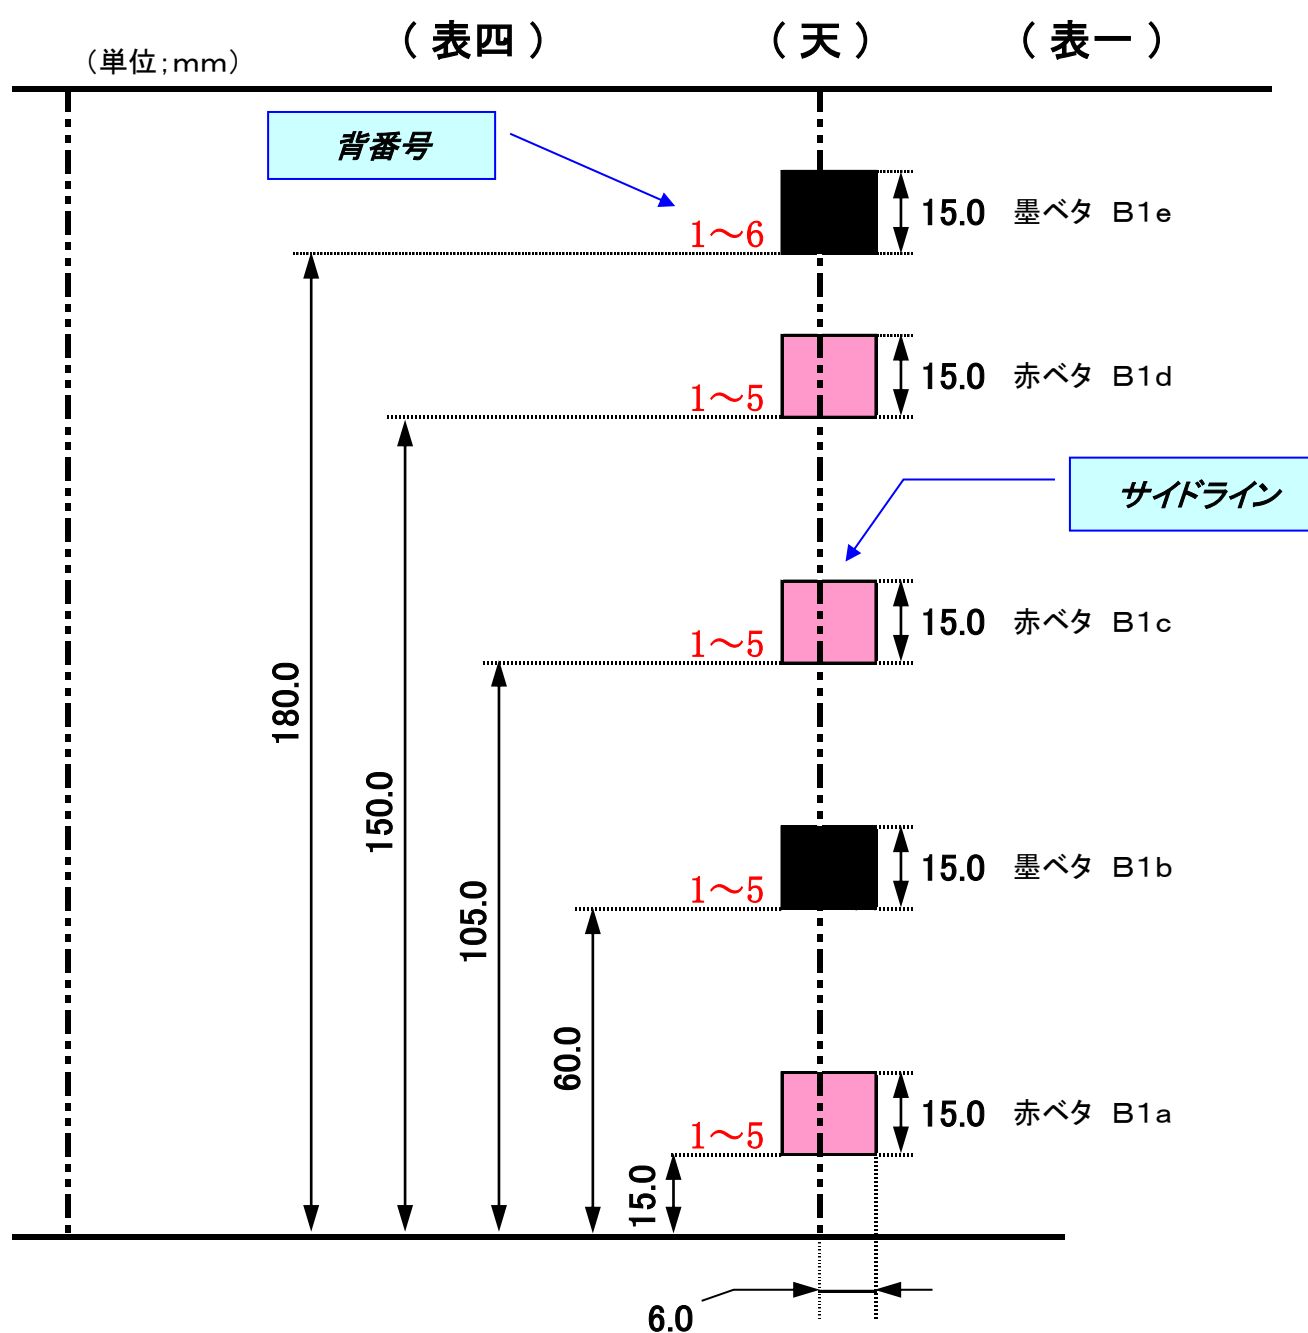 （ 表四 ）
（ 天 ）
（ 表一 ）
（単位;mm）
背番号
1～6
15.0 墨ベタ B1e
1～5
15.0 赤ベタ B1d
サイドライン
1～5
15.0 赤ベタ B1c
180.0
150.0
105.0
1～5
15.0 墨ベタ B1b
60.0
1～5
15.0 赤ベタ B1a
15.0
6.0